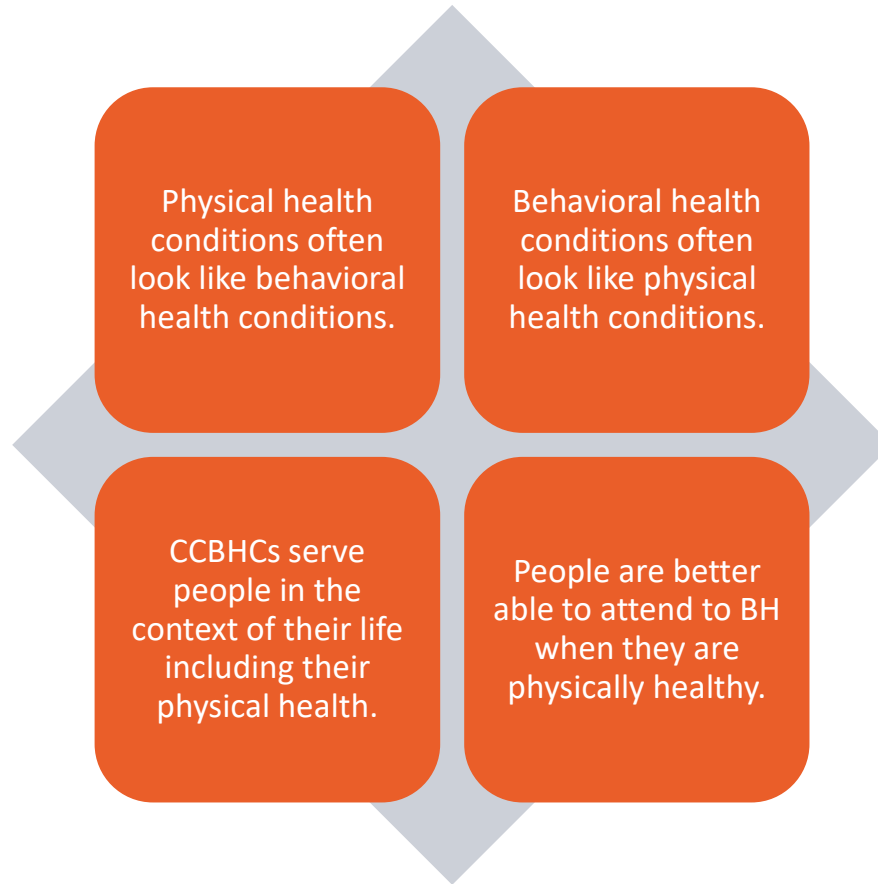 Physical health
conditions often
look like behavioral
health conditions.
Behavioral health
conditions often
look like physical
health conditions.
CCBHCs serve
people in the
context of their life
including their
physical health.
People are better
able to attend to BH
when they are
physically healthy.